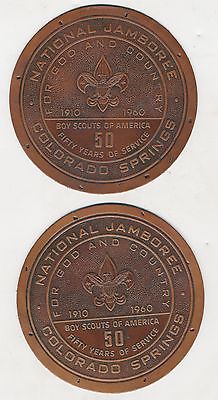 NATIONAL JAMBOREE
FOR GOD AND COUNTRY
1910 1960
BOY SCOUTS OF AMERICA
50
FIFTY YEARS OF SERVICE
COLORADO SPRINGS
NATIONAL JAMBOREE
FOR GOD AND COUNTRY
1910 1960
BOY SCOUTS OF AMERICA
50
FIFTY YEARS OF SERVICE
COLORADO SPRINGS